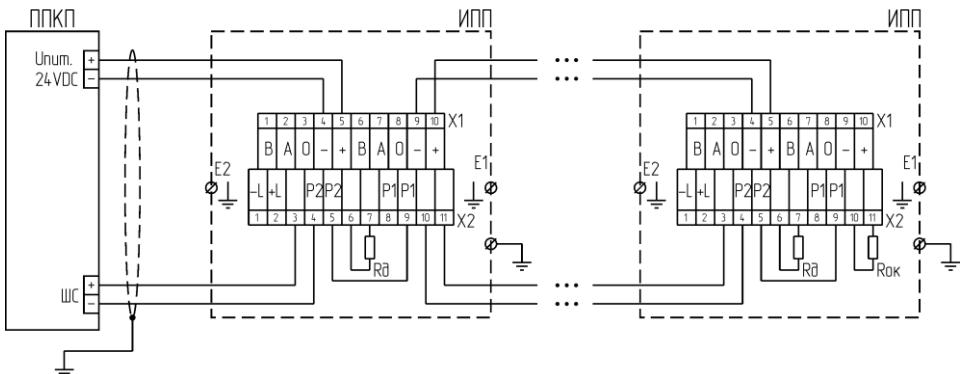 ППКП ИПП ИПП
Uпит. +
24VDC −
1 2 3 4 5 6 7 8 9 10 X1
B A 0 − + B A 0 − +
E2 E1
−L +L P2 P2 P1 P1
1 2 3 4 5 6 7 8 9 10 11 X2
Rд
1 2 3 4 5 6 7 8 9 10 X1
B A 0 − + B A 0 − +
E2 E1
−L +L P2 P2 P1 P1
1 2 3 4 5 6 7 8 9 10 11 X2
Rд Rок
ШС +
−